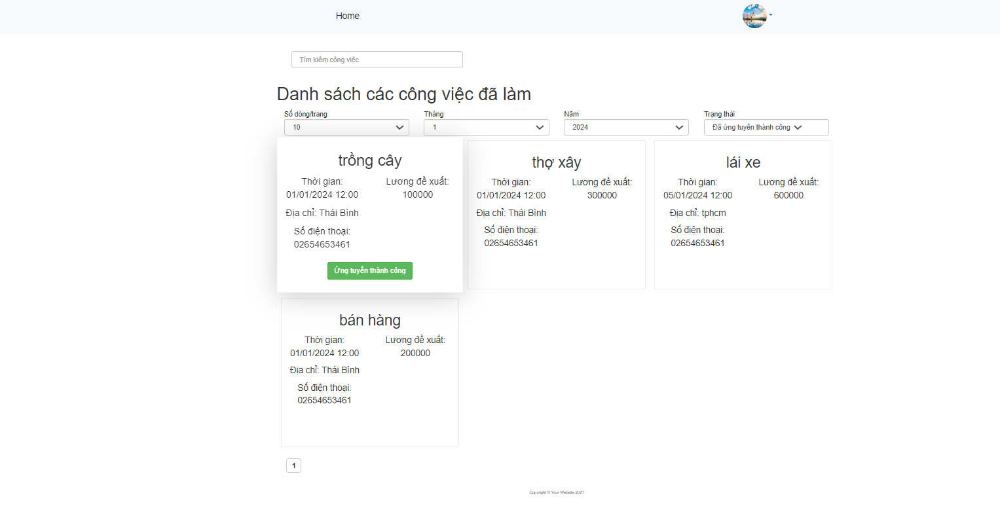 Home
Tìm kiếm công việc
Danh sách các công việc đã làm
Số dòng/trang
Tháng
Năm
Trạng thái
10
1
2024
Đã ứng tuyển thành công
trồng cây
Thời gian:
01/01/2024 12:00
Lương đề xuất:
100000
Địa chỉ: Thái Bình
Số điện thoại:
02654653461
Ứng tuyển thành công
thợ xây
Thời gian:
01/01/2024 12:00
Lương đề xuất:
300000
Địa chỉ: Thái Bình
Số điện thoại:
02654653461
lái xe
Thời gian:
05/01/2024 12:00
Lương đề xuất:
600000
Địa chỉ: tphcm
Số điện thoại:
02654653461
bán hàng
Thời gian:
01/01/2024 12:00
Lương đề xuất:
200000
Địa chỉ: Thái Bình
Số điện thoại:
02654653461
1
Copyright © Your Website 2021